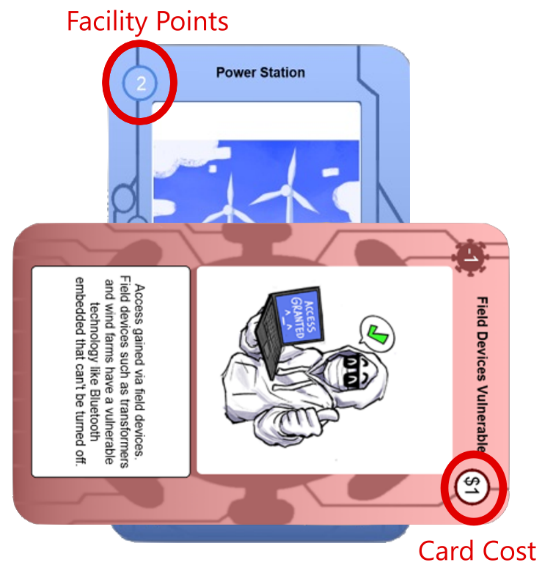 Facility Points
2
Power Station
-1
Field Devices Vulnerable
$1
ACCESS
GRANTED
^_^
Access gained via field devices.
Field devices such as transformers
and wind farms have a vulnerable
technology like Bluetooth
embedded that can't be turned off.
Card Cost